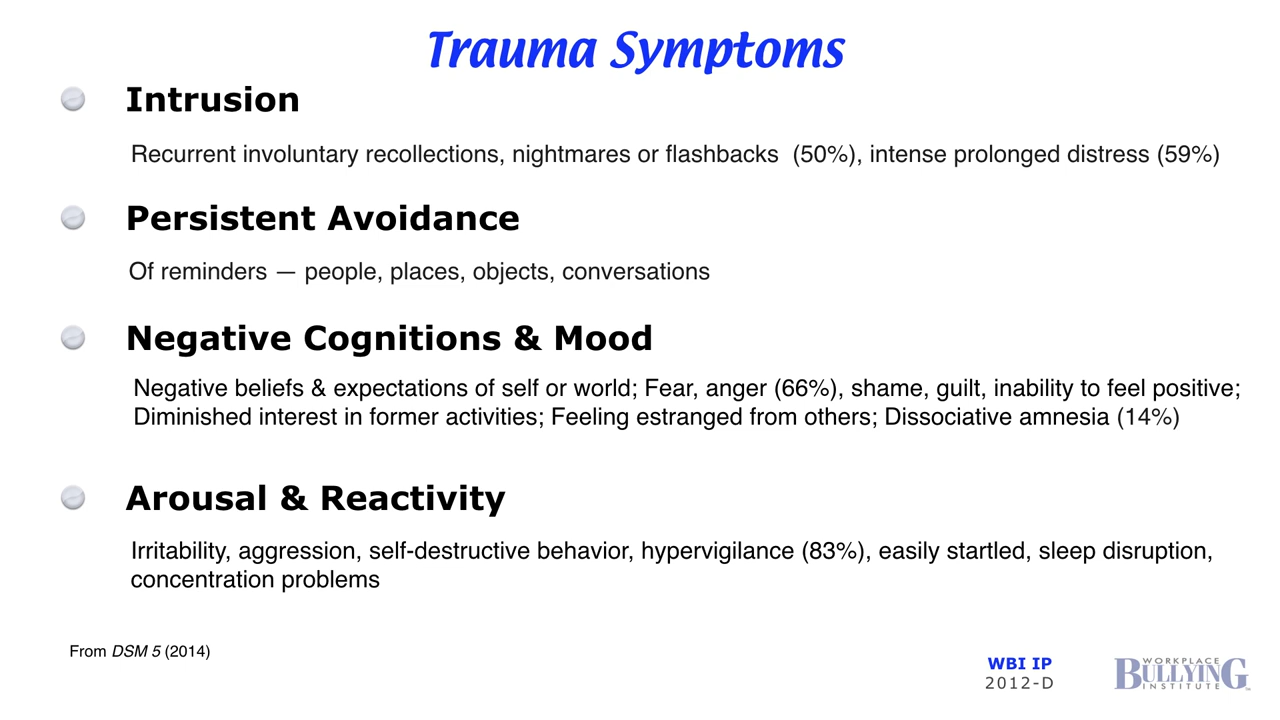 Trauma Symptoms
Intrusion
Recurrent involuntary recollections, nightmares or flashbacks  (50%), intense prolonged distress (59%)
Persistent Avoidance
Of reminders — people, places, objects, conversations
Negative Cognitions & Mood
Negative beliefs & expectations of self or world; Fear, anger (66%), shame, guilt, inability to feel positive;
Diminished interest in former activities; Feeling estranged from others; Dissociative amnesia (14%)
Arousal & Reactivity
Irritability, aggression, self-destructive behavior, hypervigilance (83%), easily startled, sleep disruption,
concentration problems
From DSM 5 (2014)
WBI IP
2012-D
WORKPLACE
BULLYING
INSTITUTE